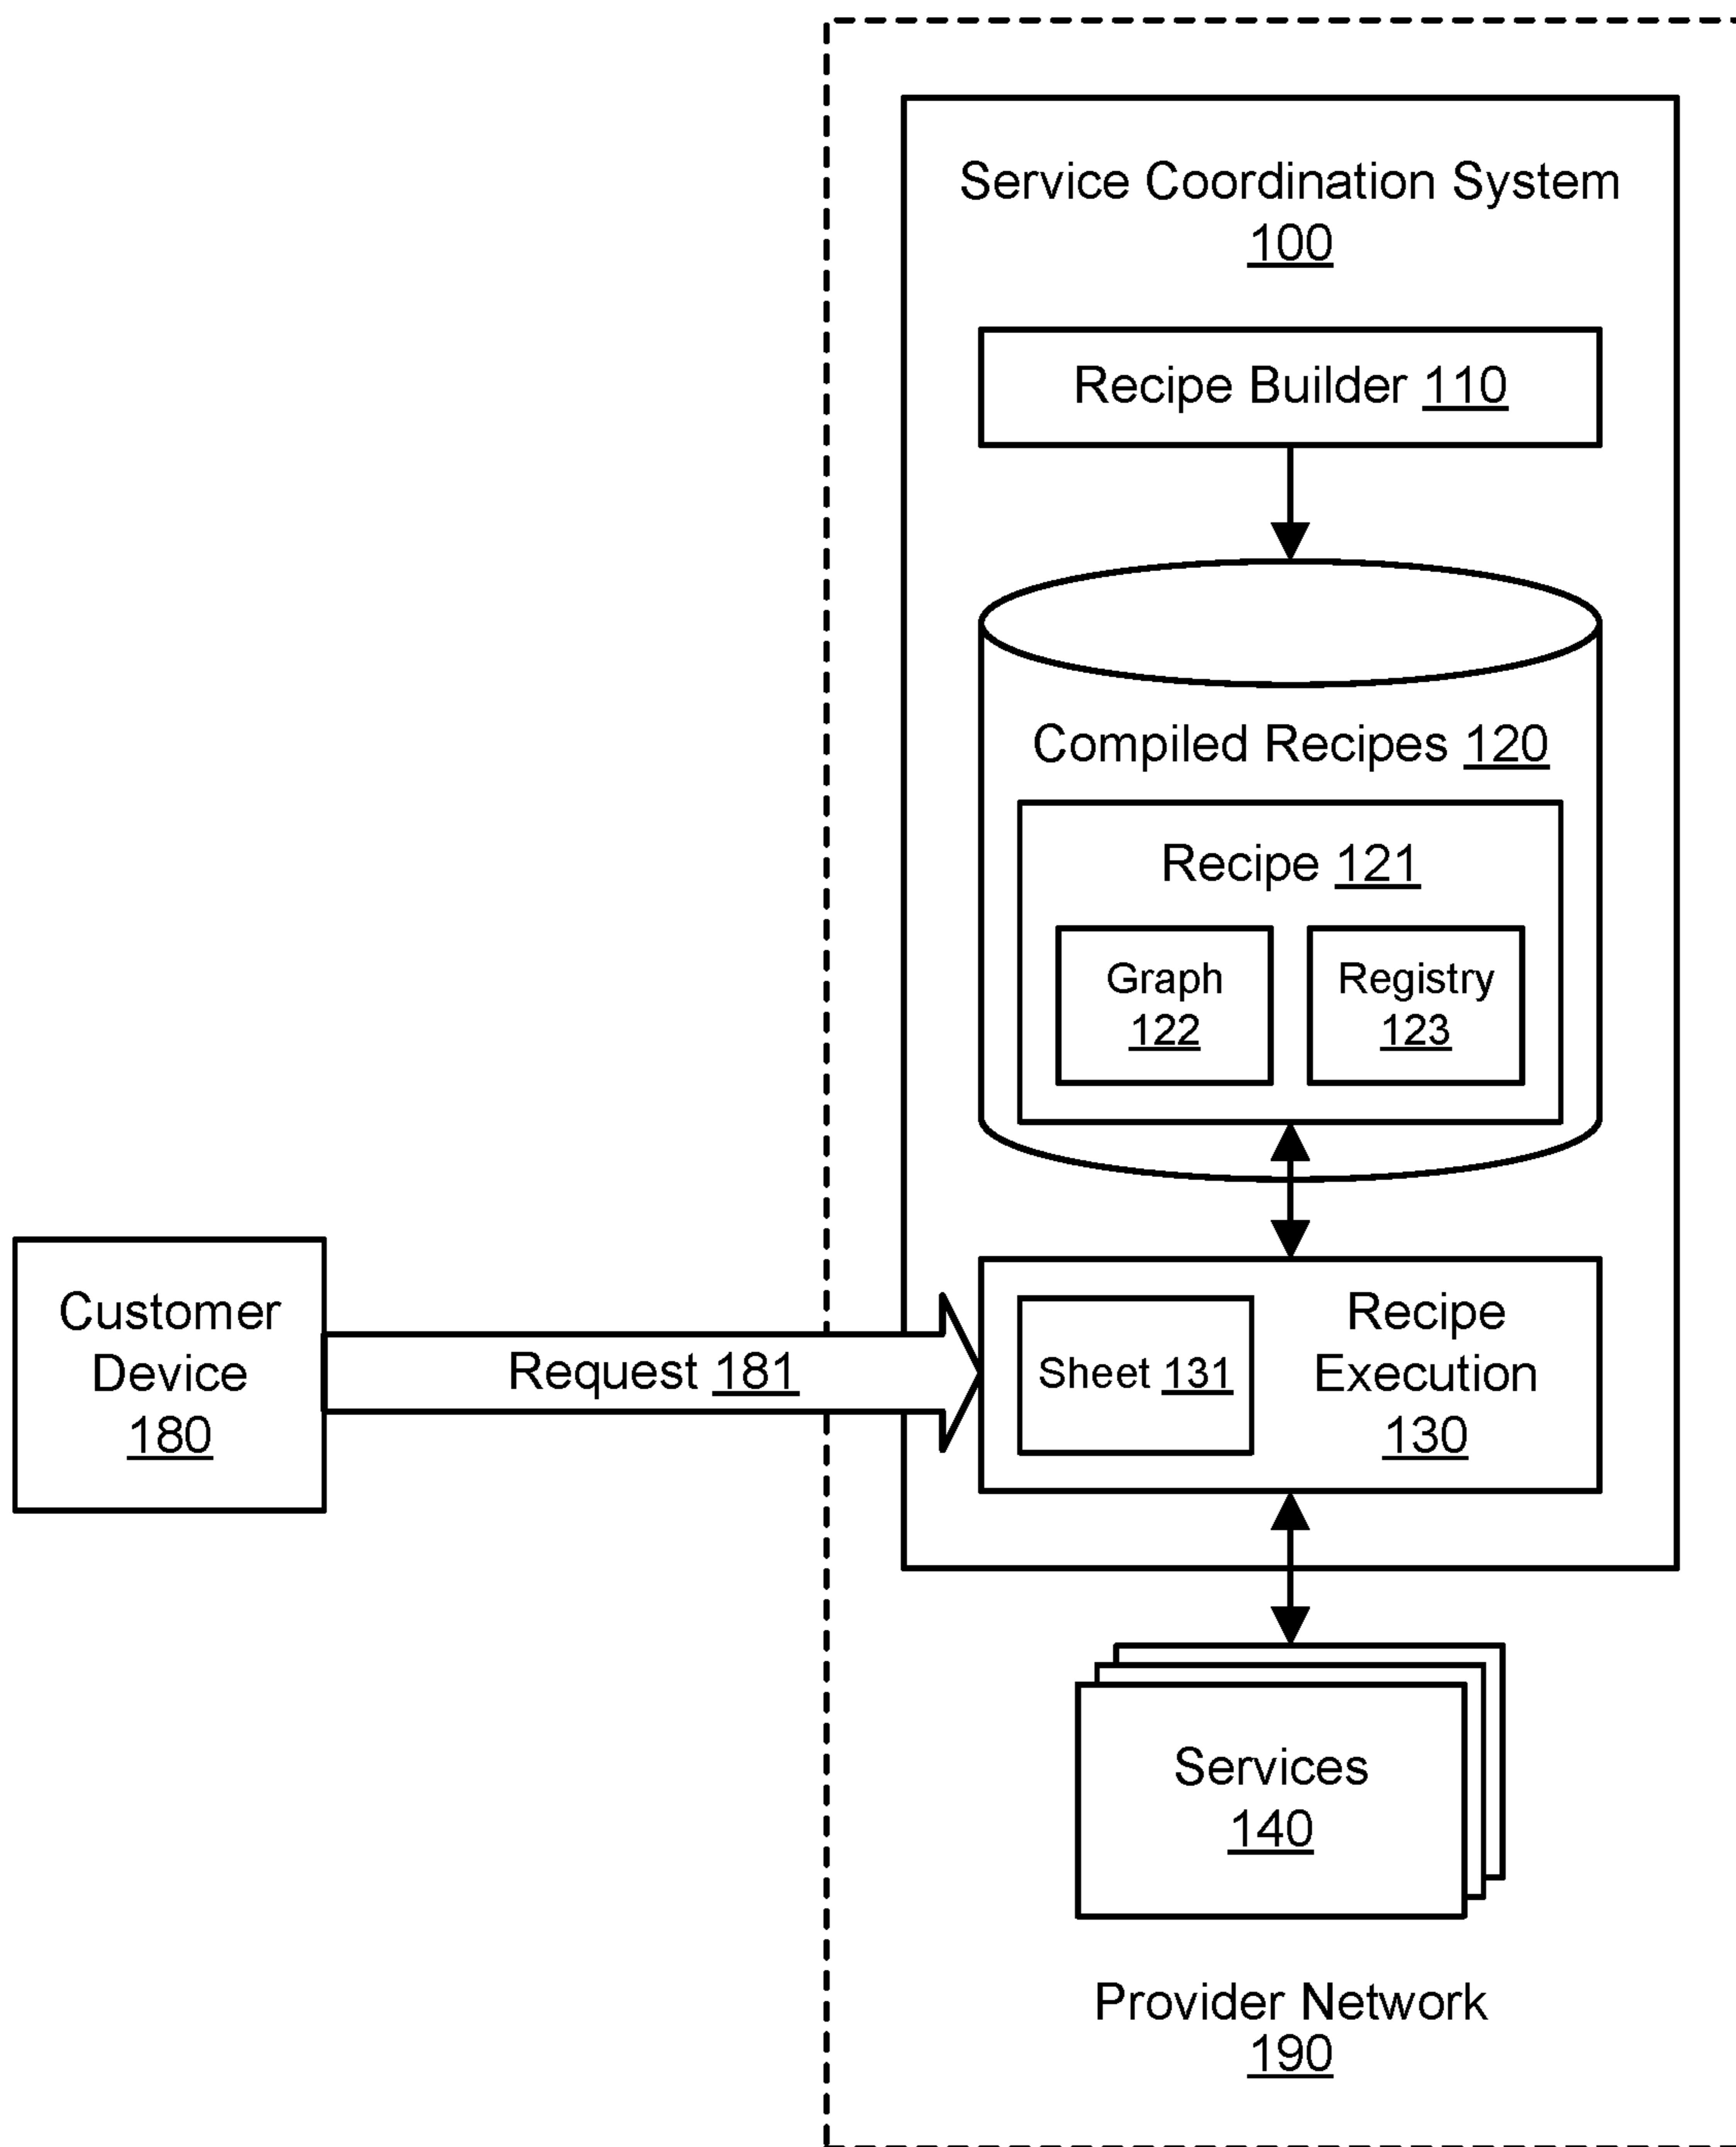 Service Coordination System
100
Recipe Builder 110
Compiled Recipes 120
Recipe 121
Graph
122
Registry
123
Customer
Device
180
Request 181
Sheet 131
Recipe
Execution
130
Services
140
Provider Network
190